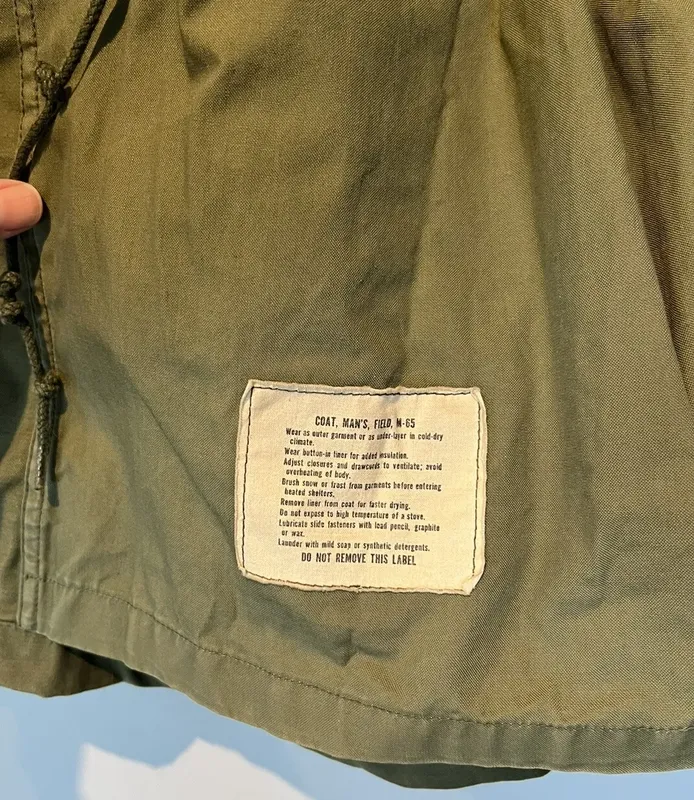 COAT, MAN'S, FIELD, M-65
Wear as outer garment or as under-layer in cold-dry
climate.
Wear button-in liner for added insulation.
Adjust closures and drawcords to ventilate; avoid
overheating of body.
Brush snow or frost from garments before entering
heated shelters.
Remove liner from coat for faster drying.
Do not expose to high temperature of a stove.
Lubricate slide fasteners with lead pencil, graphite
or wax.
Launder with mild soap or synthetic detergents.
DO NOT REMOVE THIS LABEL